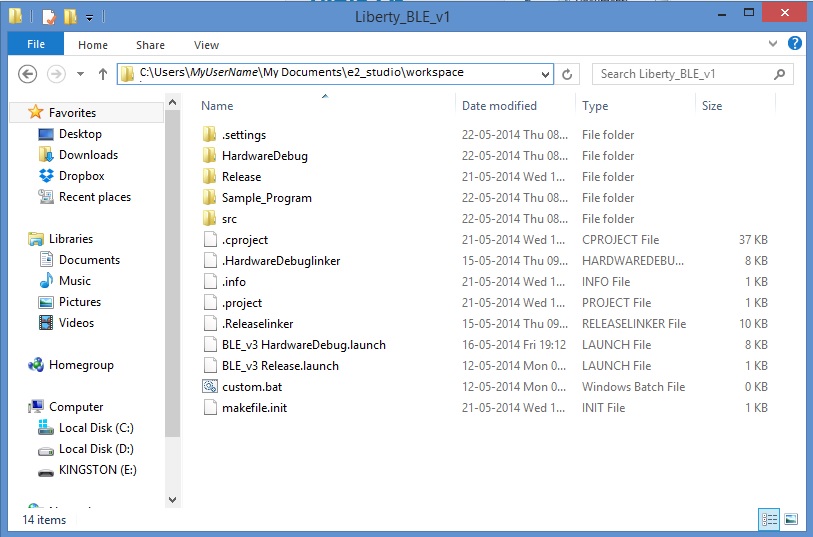 Liberty_BLE_v1
File Home Share View
C:\Users\MyUserName\My Documents\e2_studio\workspace
Search Liberty_BLE_v1
Favorites
Desktop
Downloads
Dropbox
Recent places
Libraries
Documents
Music
Pictures
Videos
Homegroup
Computer
Local Disk (C:)
Local Disk (D:)
KINGSTON (E:)
Name Date modified Type Size
.settings 22-05-2014 Thu 08... File folder
HardwareDebug 22-05-2014 Thu 08... File folder
Release 21-05-2014 Wed 1... File folder
Sample_Program 22-05-2014 Thu 08... File folder
src 22-05-2014 Thu 08... File folder
.cproject 21-05-2014 Wed 1... CPROJECT File 37 KB
.HardwareDebuglinker 15-05-2014 Thu 09... HARDWAREDEBU... 8 KB
.info 21-05-2014 Wed 1... INFO File 1 KB
.project 21-05-2014 Wed 1... PROJECT File 1 KB
.Releaselinker 15-05-2014 Thu 09... RELEASELINKER File 10 KB
BLE_v3 HardwareDebug.launch 16-05-2014 Fri 19:12 LAUNCH File 8 KB
BLE_v3 Release.launch 12-05-2014 Mon 0... LAUNCH File 1 KB
custom.bat 12-05-2014 Mon 0... Windows Batch File 0 KB
makefile.init 21-05-2014 Wed 1... INIT File 1 KB
14 items